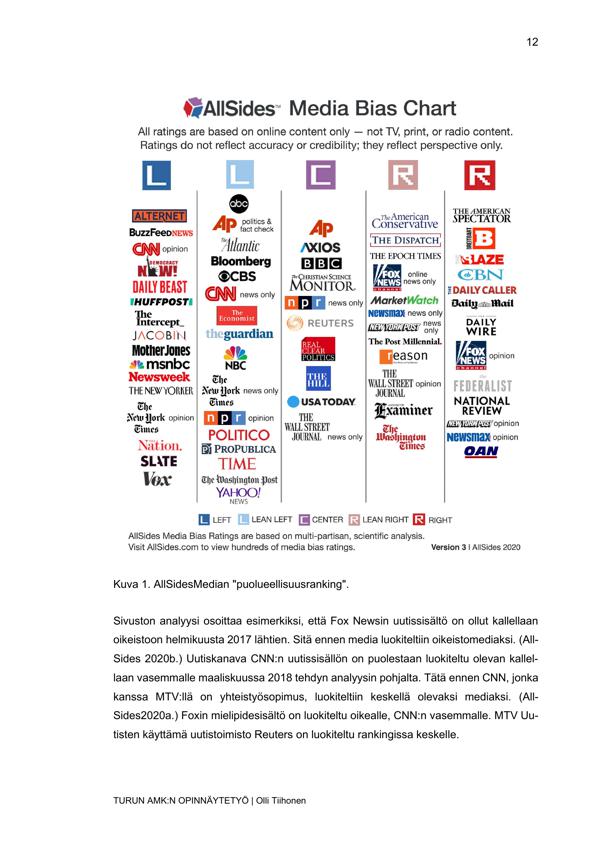 12
AllSides™ Media Bias Chart
All ratings are based on online content only — not TV, print, or radio content.
Ratings do not reflect accuracy or credibility; they reflect perspective only.
L
L
C
R
R
ALTERNET
BuzzFeedNEWS
CNN opinion
DEMOCRACY NOW!
DAILY BEAST
IHUFFPOST
The Intercept_
JACOBIN
Mother Jones
msnbc
Newsweek
THE NEW YORKER
The New York Times opinion
The Nation.
SLATE
Vox
abc
AP politics & fact check
The Atlantic
Bloomberg
CBS
CNN news only
The Economist
theguardian
NBC
The New York Times news only
npr opinion
POLITICO
PROPUBLICA
TIME
The Washington Post
YAHOO! NEWS
AP
AXIOS
BBC
The CHRISTIAN SCIENCE MONITOR
npr news only
REUTERS
REAL CLEAR POLITICS
THE HILL
USA TODAY
THE WALL STREET JOURNAL news only
The American Conservative
THE DISPATCH
THE EPOCH TIMES
FOX NEWS channel online news only
MarketWatch
Newsmax news only
NEW YORK POST news only
The Post Millennial.
reason
THE WALL STREET JOURNAL opinion
Examiner
The Washington Times
THE AMERICAN SPECTATOR
BREITBART B
BLAZE
CBN
THE DAILY CALLER
Daily Mail
DAILY WIRE
FOX NEWS channel opinion
THE FEDERALIST
NATIONAL REVIEW
NEW YORK POST opinion
Newsmax opinion
OAN
L LEFT L LEAN LEFT C CENTER R LEAN RIGHT R RIGHT
AllSides Media Bias Ratings are based on multi-partisan, scientific analysis.
Visit AllSides.com to view hundreds of media bias ratings. Version 3 | AllSides 2020
Kuva 1. AllSidesMedian "puolueellisuusranking".
Sivuston analyysi osoittaa esimerkiksi, että Fox Newsin uutissisältö on ollut kallellaan
oikeistoon helmikuusta 2017 lähtien. Sitä ennen media luokiteltiin oikeistomediaksi. (All-
Sides 2020b.) Uutiskanava CNN:n uutissisällön on puolestaan luokiteltu olevan kallel-
laan vasemmalle maaliskuussa 2018 tehdyn analyysin pohjalta. Tätä ennen CNN, jonka
kanssa MTV:llä on yhteistyösopimus, luokiteltiin keskellä olevaksi mediaksi. (All-
Sides2020a.) Foxin mielipidesisältö on luokiteltu oikealle, CNN:n vasemmalle. MTV Uu-
tisten käyttämä uutistoimisto Reuters on luokiteltu rankingissa keskelle.
TURUN AMK:N OPINNÄYTETYÖ | Olli Tiihonen